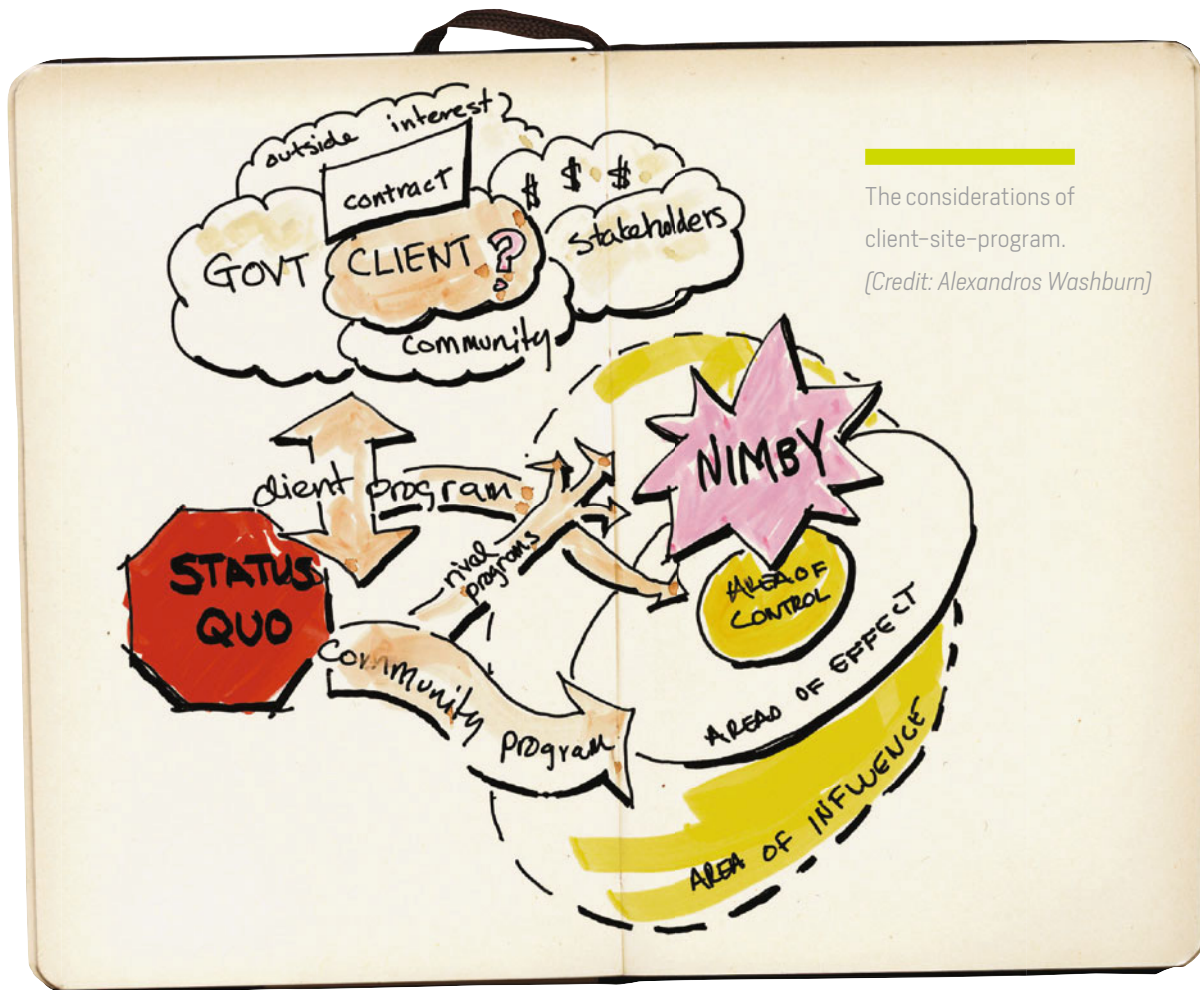 outside interest?
contract
$ $ $
GOVT
CLIENT ?
stakeholders
community
The considerations of
client–site–program.
(Credit: Alexandros Washburn)
NIMBY
client program
rival
programs
STATUS
QUO
AREA OF
CONTROL
community
program
AREAD OF EFFECT
AREA OF INFLUENCE